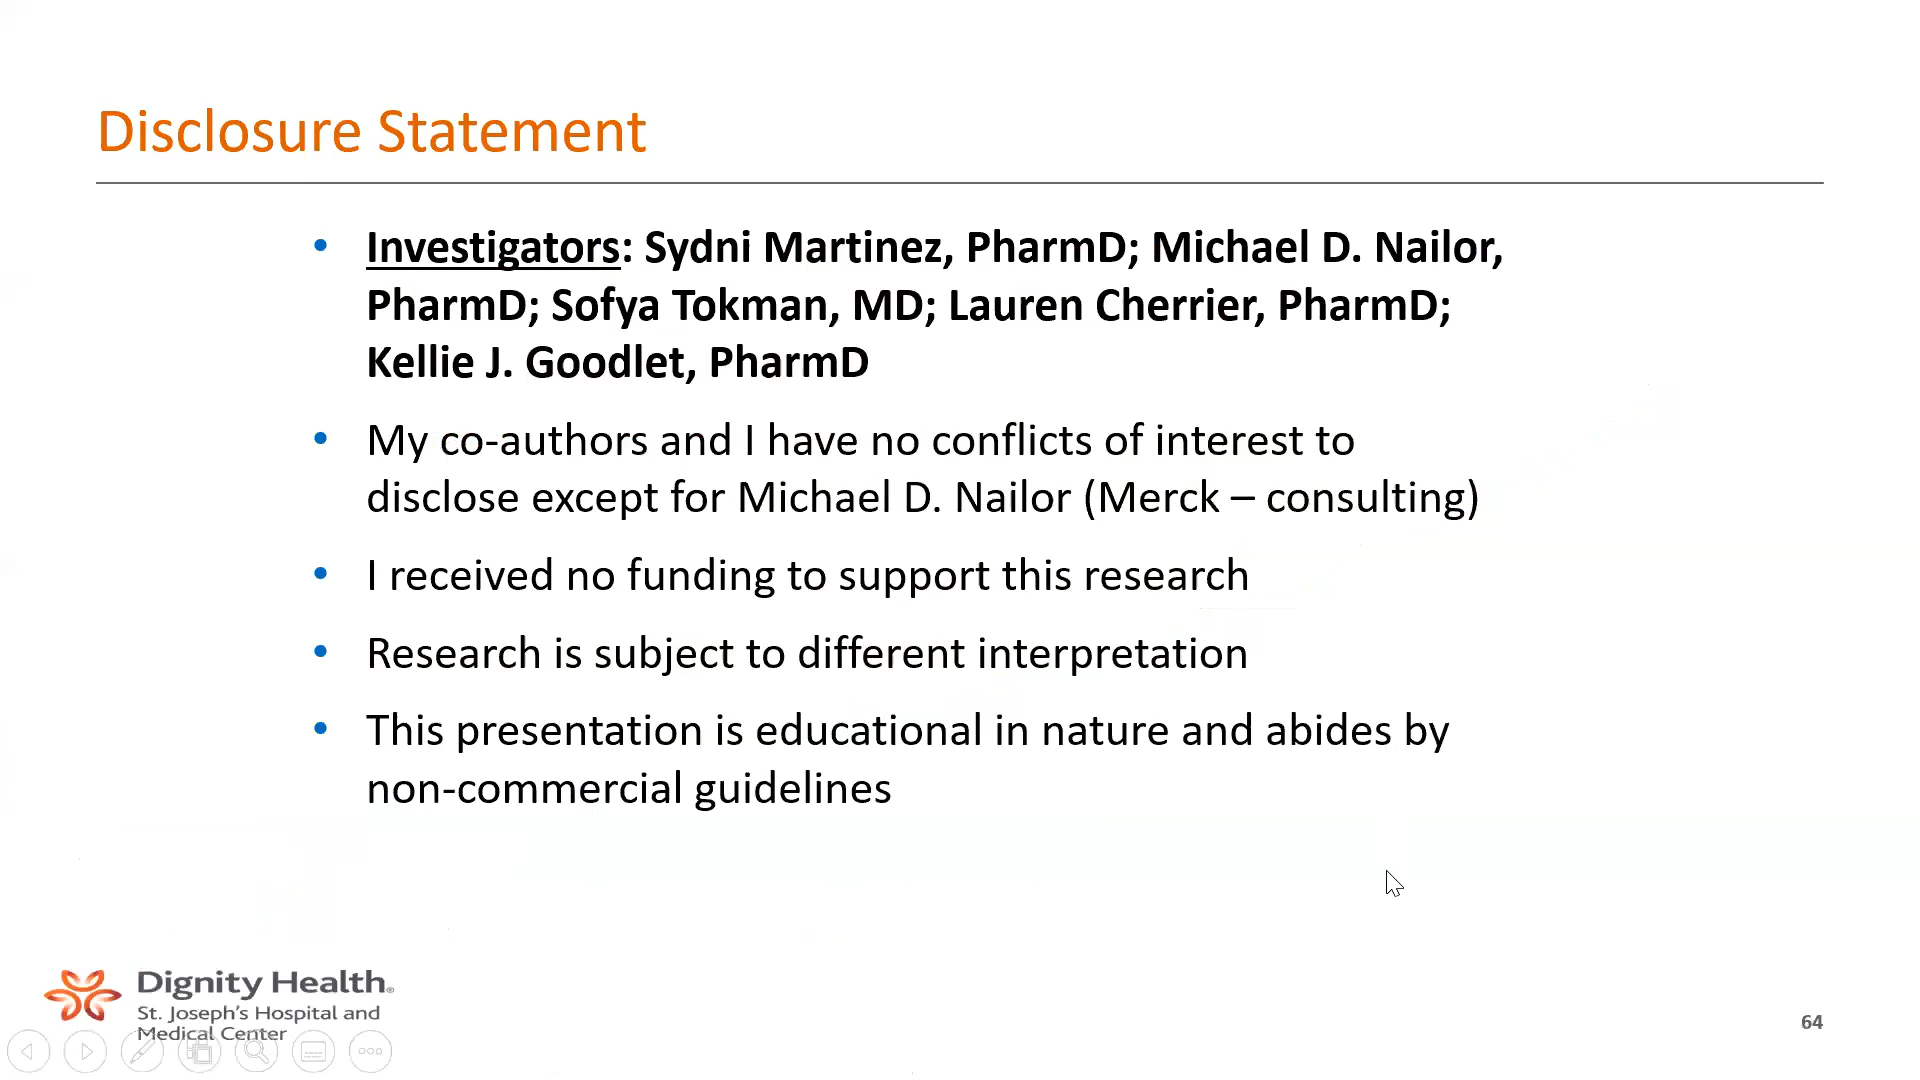 Disclosure Statement
• Investigators: Sydni Martinez, PharmD; Michael D. Nailor,
PharmD; Sofya Tokman, MD; Lauren Cherrier, PharmD;
Kellie J. Goodlet, PharmD
• My co-authors and I have no conflicts of interest to
disclose except for Michael D. Nailor (Merck – consulting)
• I received no funding to support this research
• Research is subject to different interpretation
• This presentation is educational in nature and abides by
non-commercial guidelines
Dignity Health®
St. Joseph's Hospital and
Medical Center
64